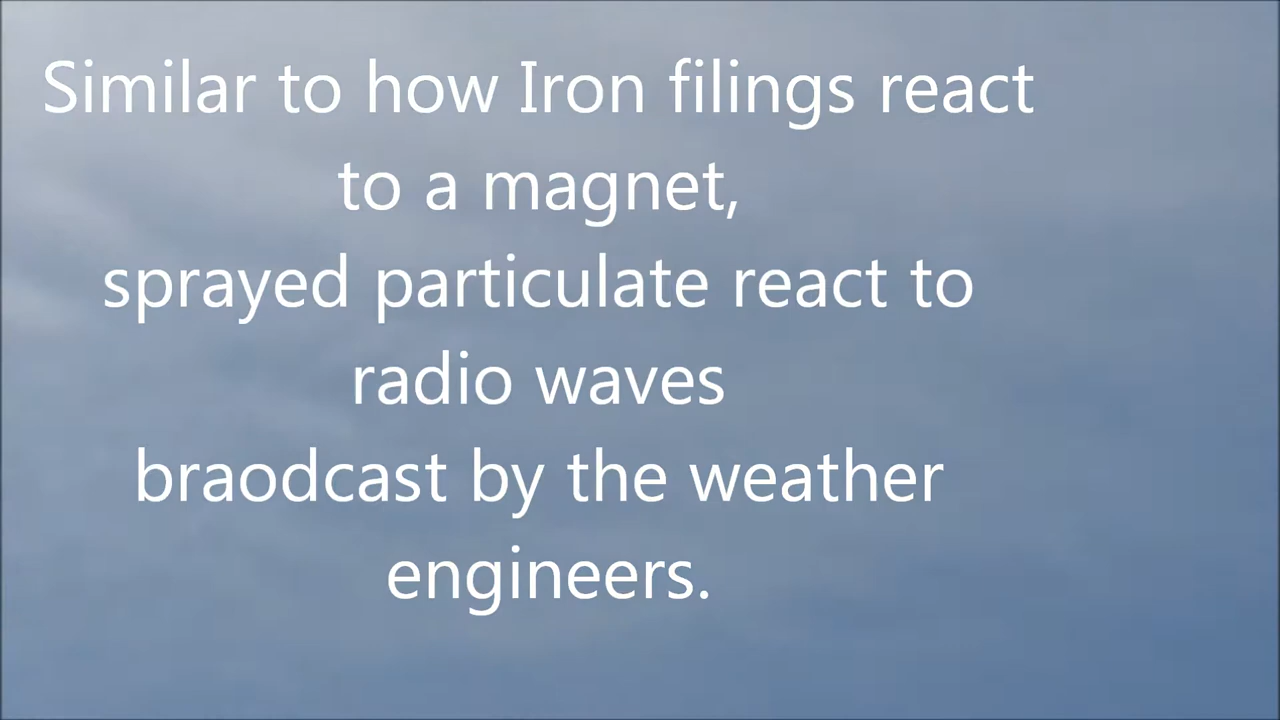 Similar to how Iron filings react
to a magnet,
sprayed particulate react to
radio waves
braodcast by the weather
engineers.